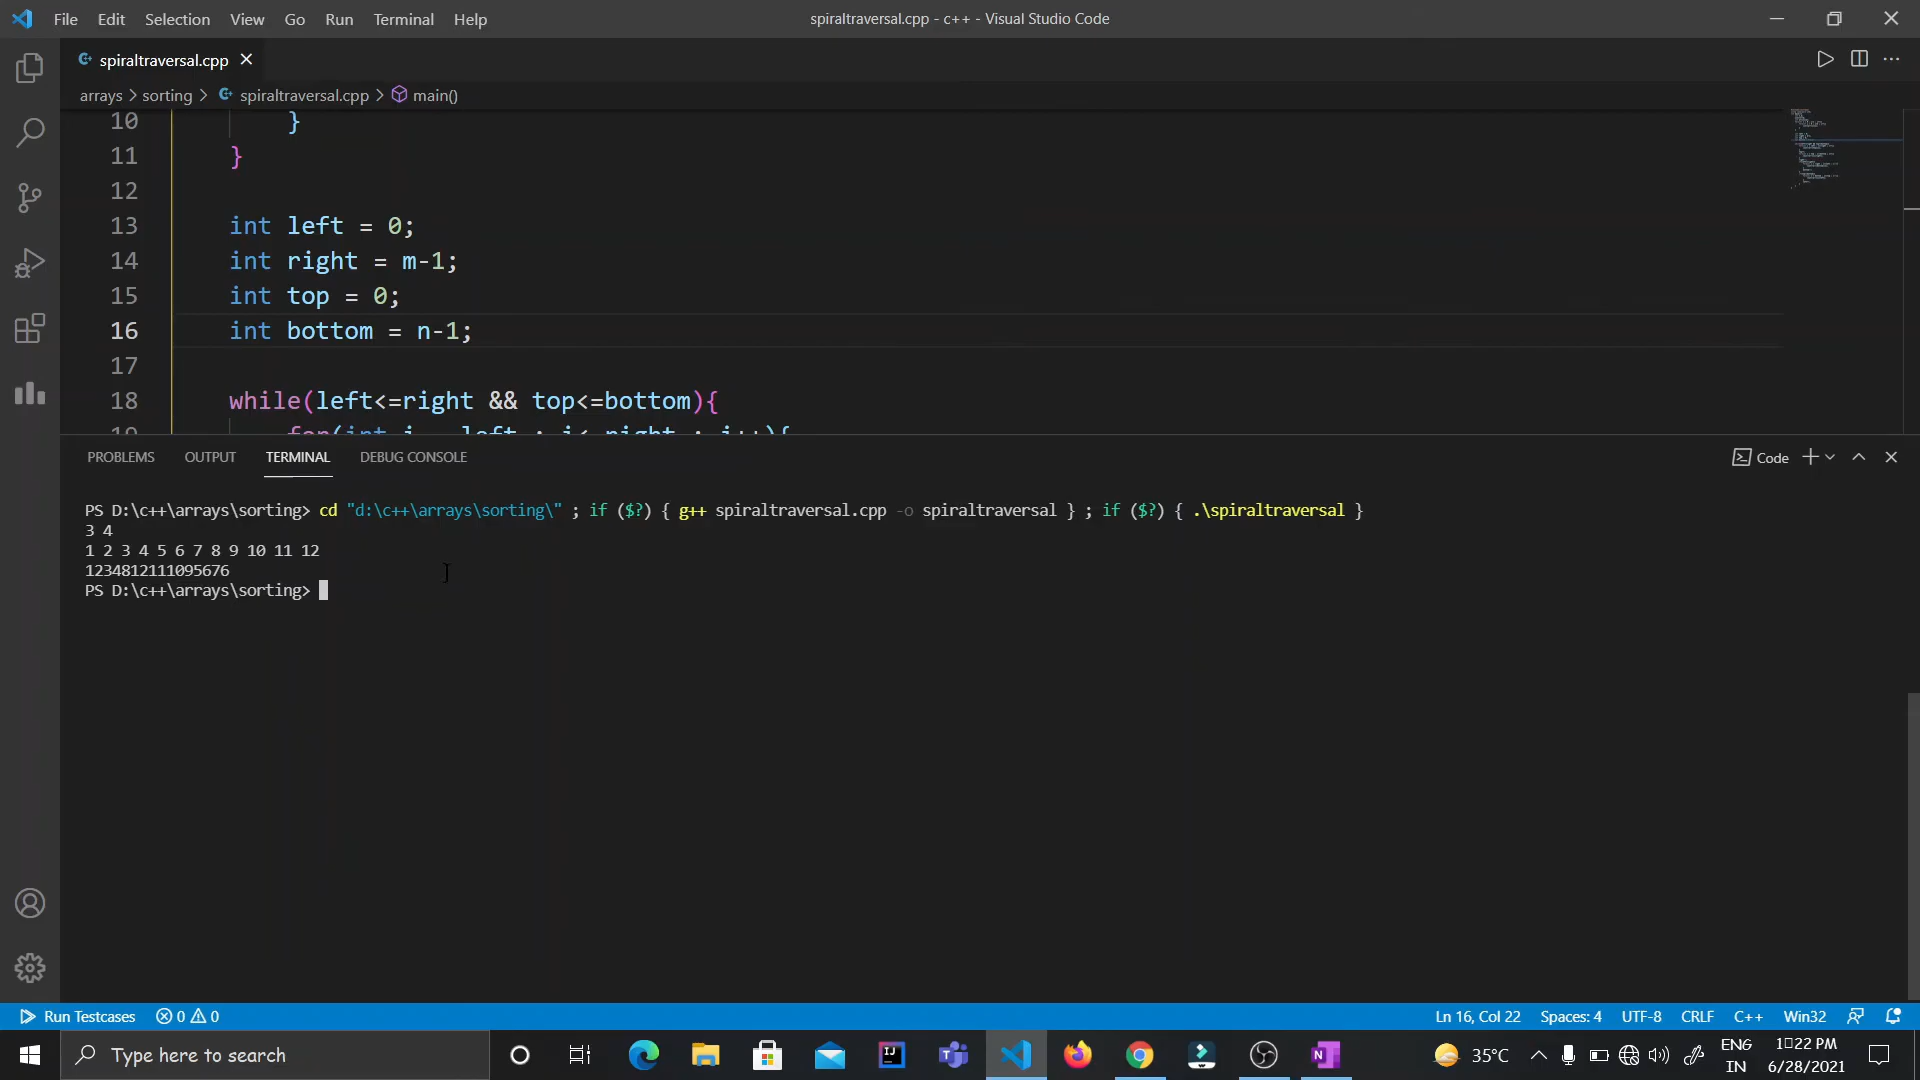 File Edit Selection View Go Run Terminal Help
spiraltraversal.cpp - c++ - Visual Studio Code
spiraltraversal.cpp
arrays > sorting > spiraltraversal.cpp > main()
10 }
11 }
12
13 int left = 0;
14 int right = m-1;
15 int top = 0;
16 int bottom = n-1;
17
18 while(left<=right && top<=bottom){
PROBLEMS OUTPUT TERMINAL DEBUG CONSOLE
Code
PS D:\c++\arrays\sorting> cd "d:\c++\arrays\sorting\" ; if ($?) { g++ spiraltraversal.cpp -o spiraltraversal } ; if ($?) { .\spiraltraversal }
3 4
1 2 3 4 5 6 7 8 9 10 11 12
1234812111095676
PS D:\c++\arrays\sorting>
Run Testcases 0 0
Ln 16, Col 22 Spaces: 4 UTF-8 CRLF C++ Win32
Type here to search
35°C
ENG
IN
1:22 PM
6/28/2021